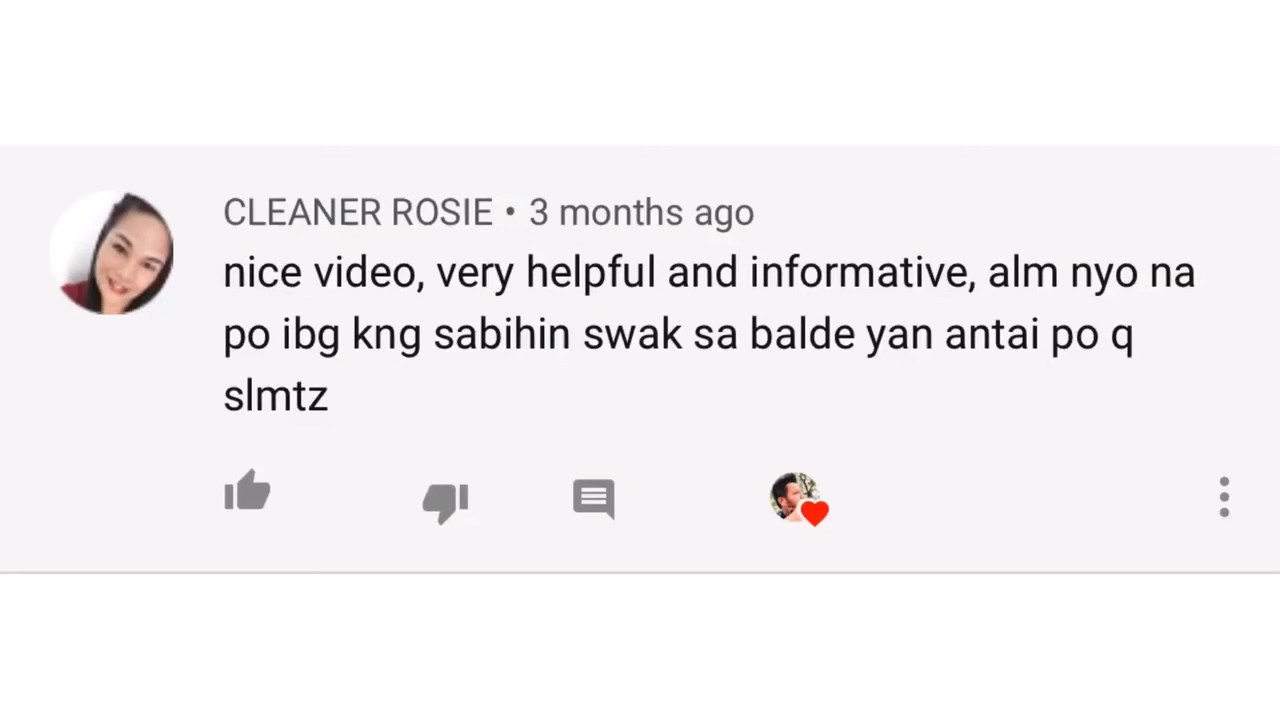 CLEANER ROSIE • 3 months ago
nice video, very helpful and informative, alm nyo na
po ibg kng sabihin swak sa balde yan antai po q
slmtz